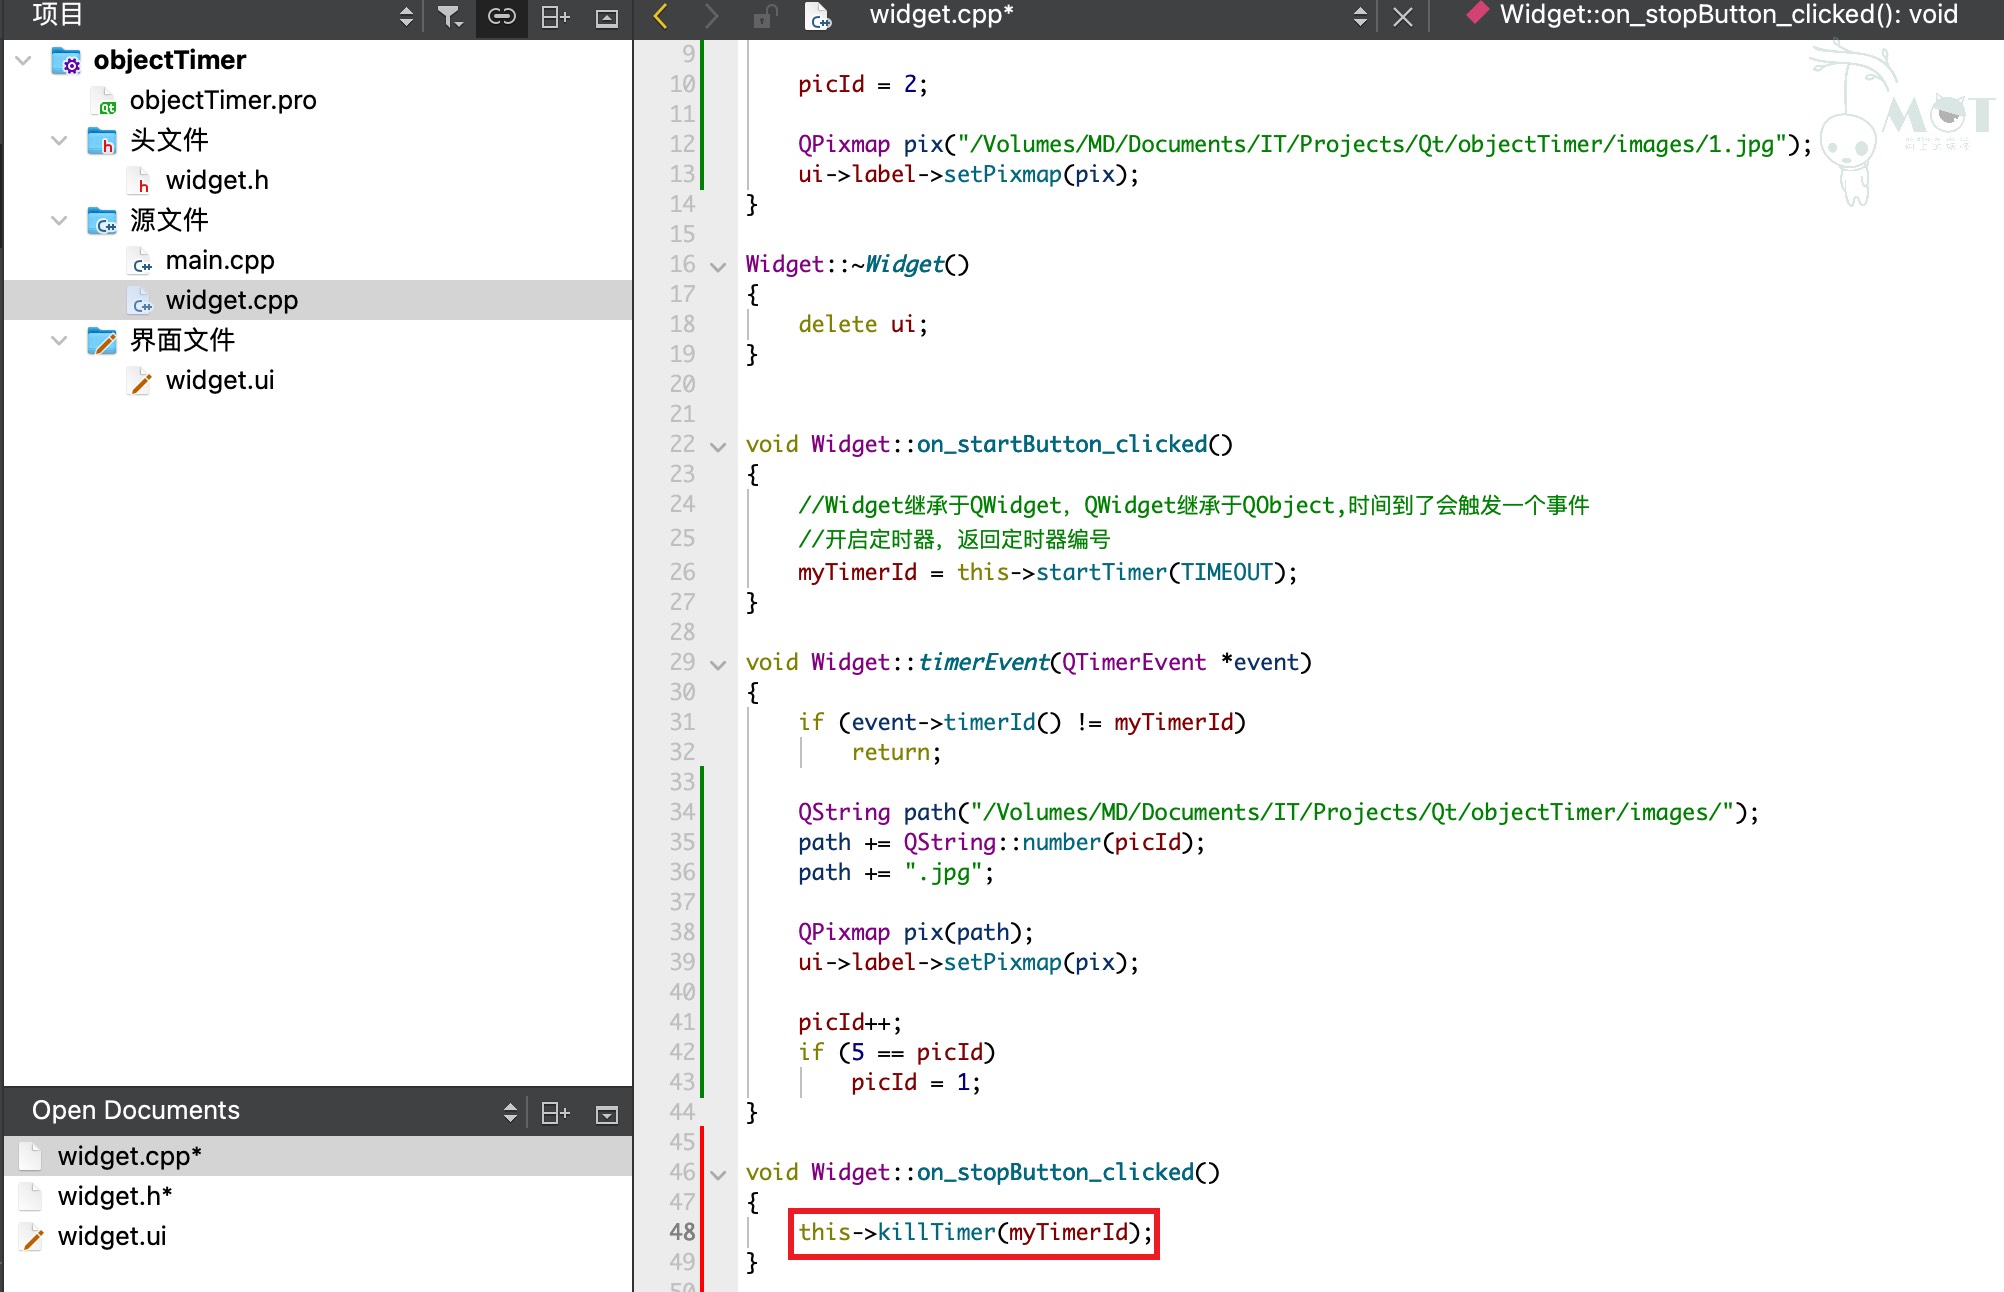 项目
widget.cpp*
Widget::on_stopButton_clicked(): void
objectTimer
objectTimer.pro
头文件
widget.h
源文件
main.cpp
widget.cpp
界面文件
widget.ui
Open Documents
widget.cpp*
widget.h*
widget.ui
MOT
9
10 picId = 2;
11
12 QPixmap pix("/Volumes/MD/Documents/IT/Projects/Qt/objectTimer/images/1.jpg");
13 ui->label->setPixmap(pix);
14 }
15
16 Widget::~Widget()
17 {
18 delete ui;
19 }
20
21
22 void Widget::on_startButton_clicked()
23 {
24 //Widget继承于QWidget，QWidget继承于QObject,时间到了会触发一个事件
25 //开启定时器，返回定时器编号
26 myTimerId = this->startTimer(TIMEOUT);
27 }
28
29 void Widget::timerEvent(QTimerEvent *event)
30 {
31 if (event->timerId() != myTimerId)
32 return;
33
34 QString path("/Volumes/MD/Documents/IT/Projects/Qt/objectTimer/images/");
35 path += QString::number(picId);
36 path += ".jpg";
37
38 QPixmap pix(path);
39 ui->label->setPixmap(pix);
40
41 picId++;
42 if (5 == picId)
43 picId = 1;
44 }
45
46 void Widget::on_stopButton_clicked()
47 {
48 this->killTimer(myTimerId);
49 }
50